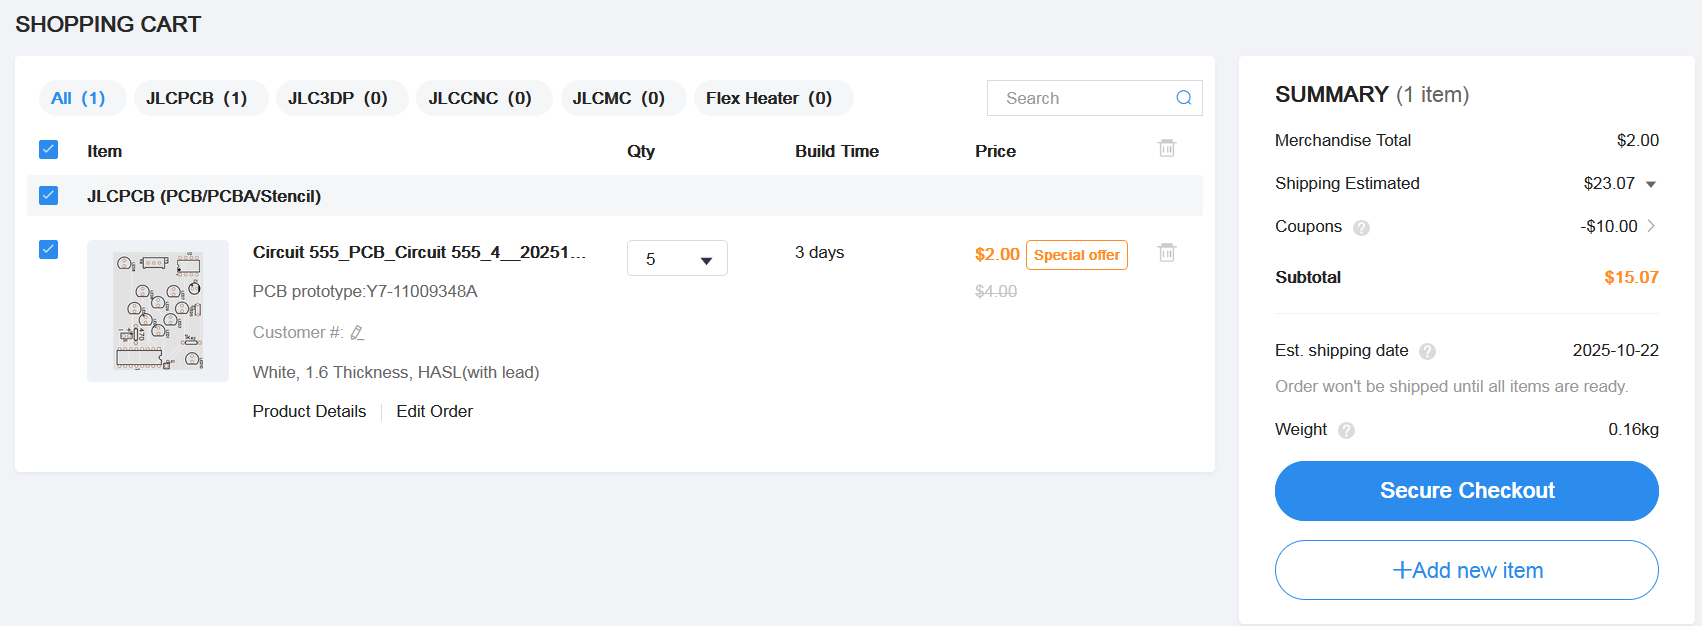 SHOPPING CART
All (1)
JLCPCB (1)
JLC3DP (0)
JLCCNC (0)
JLCMC (0)
Flex Heater (0)
Search
Item
Qty
Build Time
Price
JLCPCB (PCB/PCBA/Stencil)
Circuit 555_PCB_Circuit 555_4__20251...
5
3 days
$2.00
Special offer
$4.00
PCB prototype:Y7-11009348A
Customer #:
White, 1.6 Thickness, HASL(with lead)
Product Details
Edit Order
SUMMARY (1 item)
Merchandise Total $2.00
Shipping Estimated $23.07
Coupons ? -$10.00
Subtotal $15.07
Est. shipping date ? 2025-10-22
Order won't be shipped until all items are ready.
Weight ? 0.16kg
Secure Checkout
+Add new item